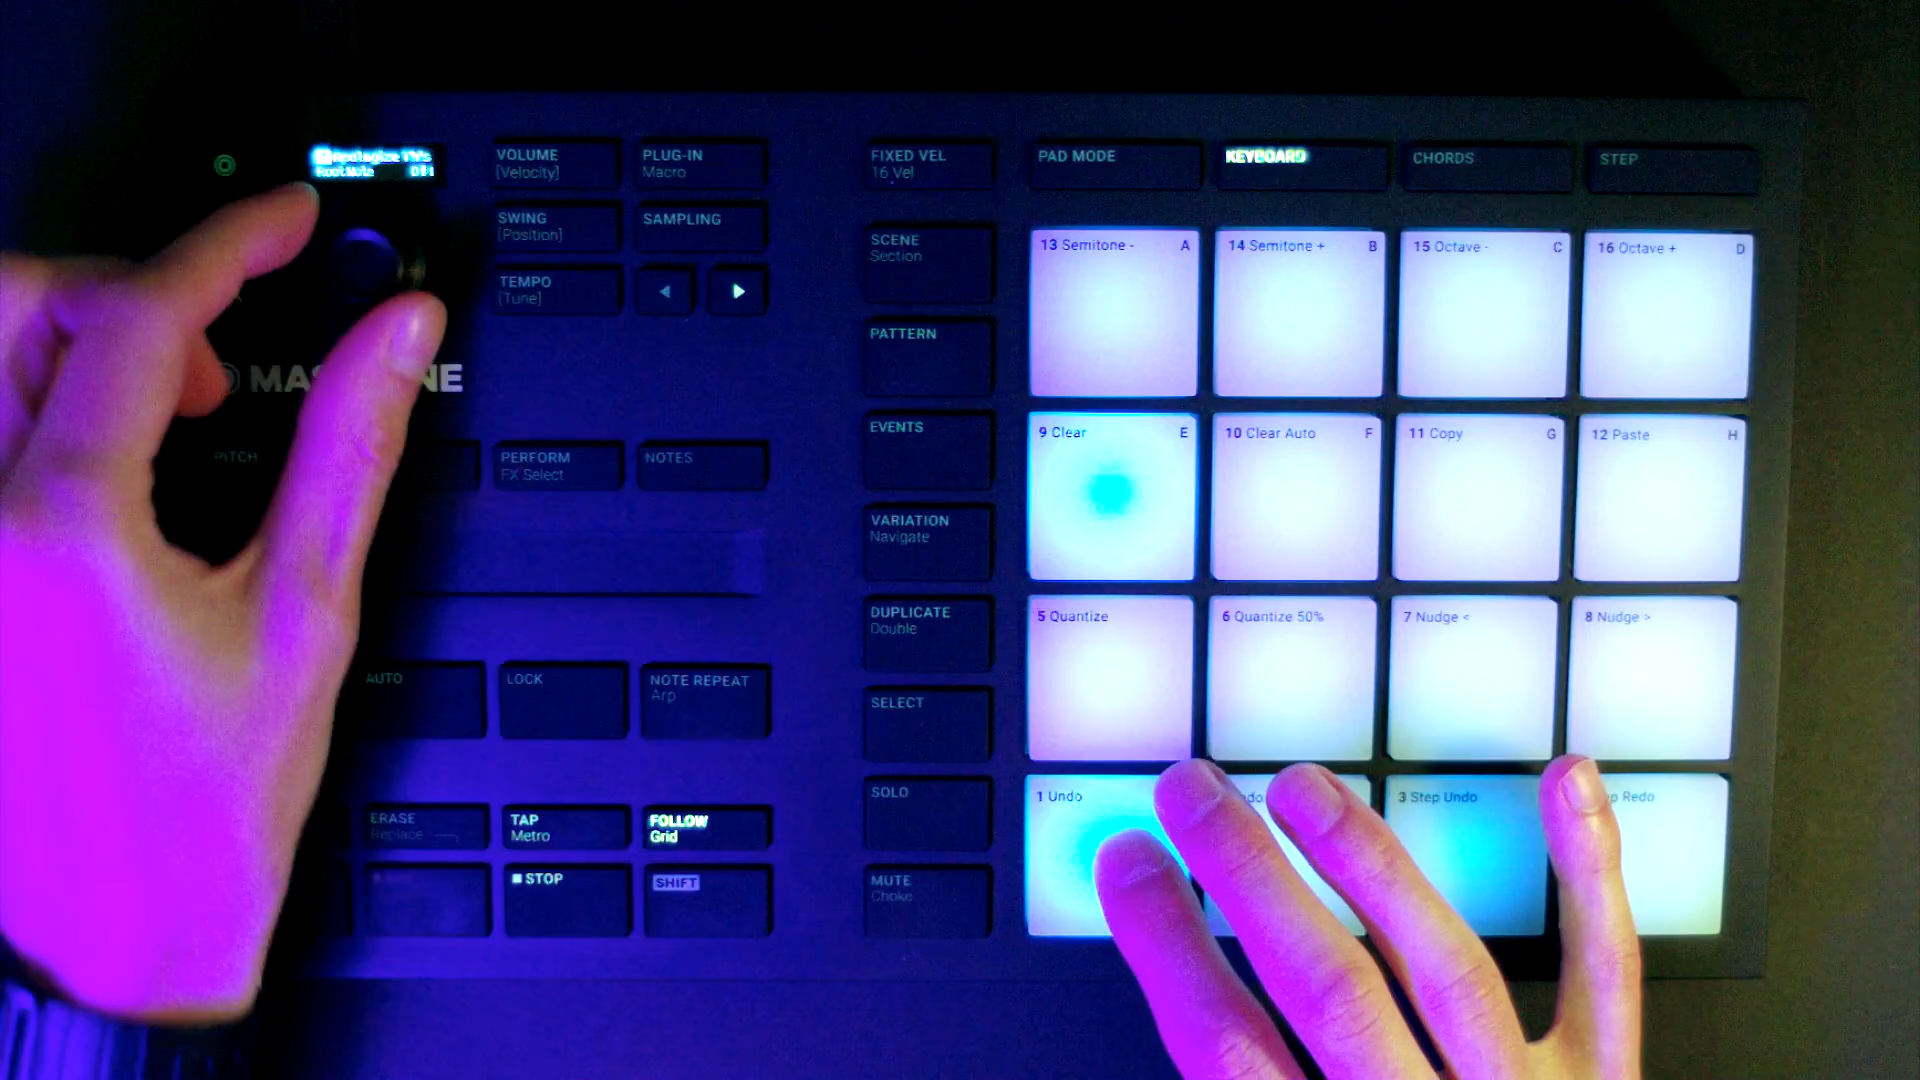 RootNote
VOLUME
[Velocity]
PLUG-IN
Macro
SWING
[Position]
SAMPLING
TEMPO
[Tune]
PITCH
PERFORM
FX Select
NOTES
AUTO
LOCK
NOTE REPEAT
Arp
ERASE
Replace
TAP
Metro
FOLLOW
Grid
STOP
SHIFT
FIXED VEL
16 Vel
SCENE
Section
PATTERN
EVENTS
VARIATION
Navigate
DUPLICATE
Double
SELECT
SOLO
MUTE
Choke
PAD MODE
KEYBOARD
CHORDS
STEP
13 Semitone - A
14 Semitone + B
15 Octave - C
16 Octave + D
9 Clear E
10 Clear Auto F
11 Copy G
12 Paste H
5 Quantize
6 Quantize 50%
7 Nudge <
8 Nudge >
1 Undo
3 Step Undo
Redo